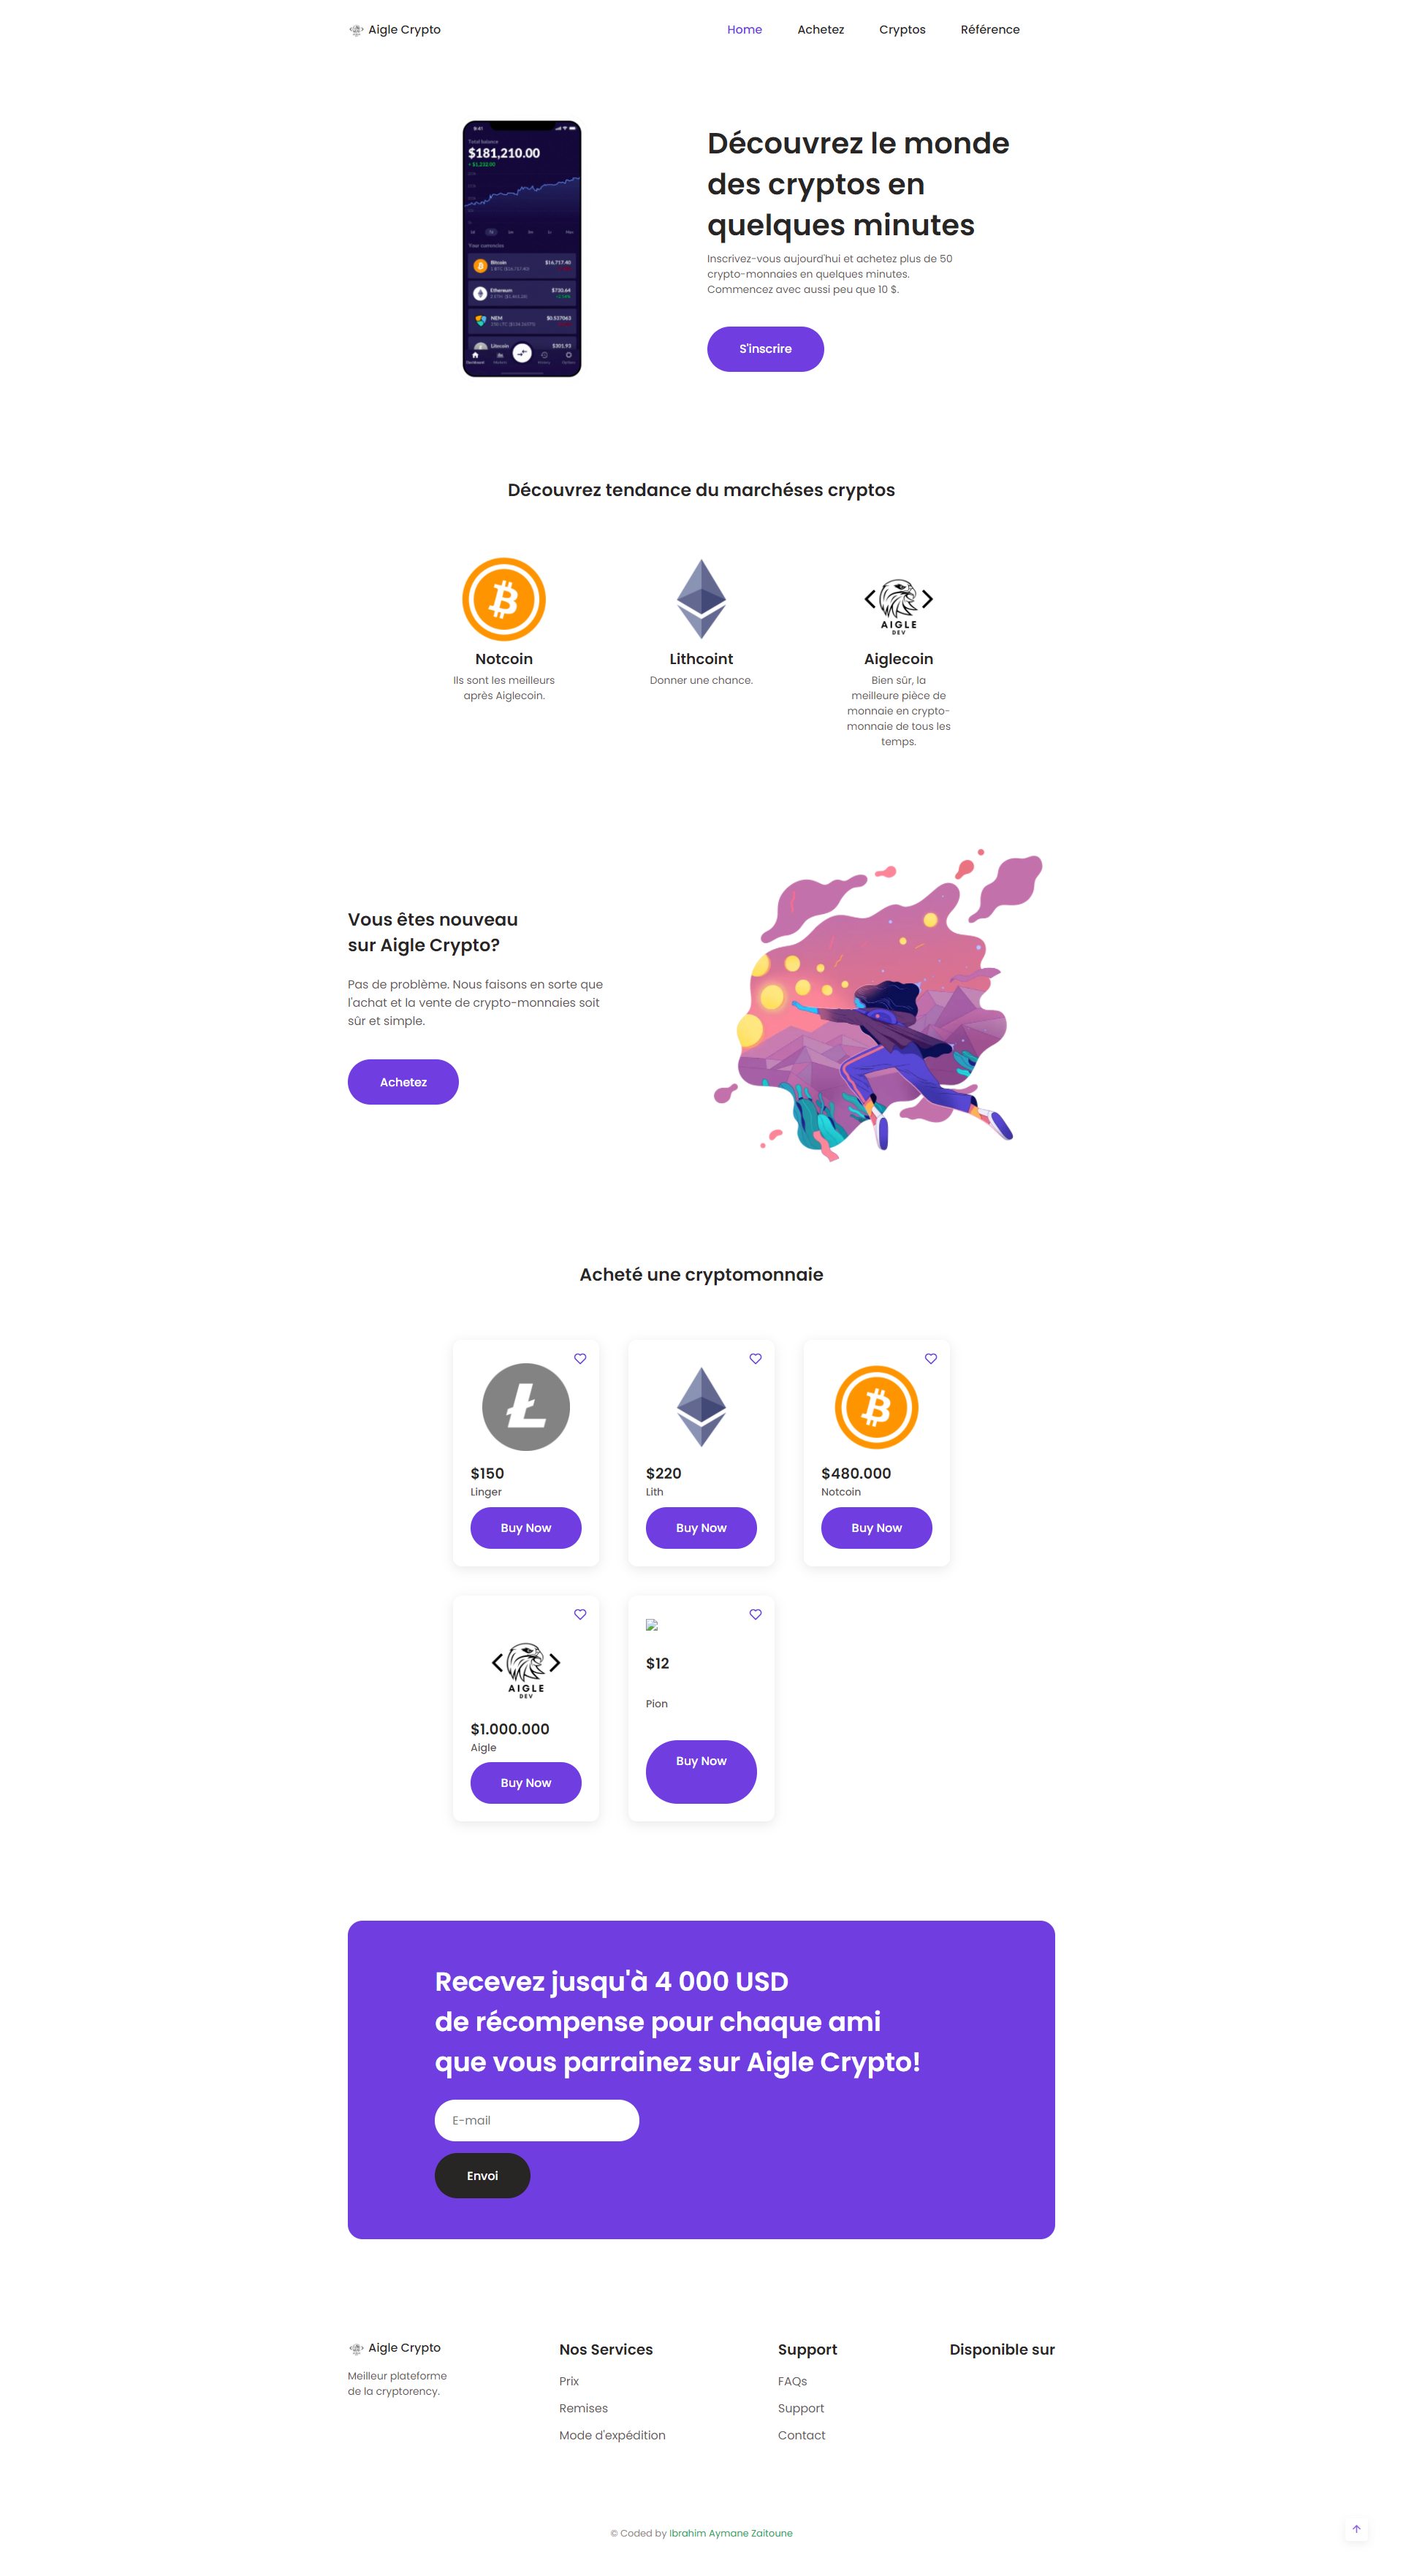 Aigle Crypto
Home
Achetez
Cryptos
Référence
9:41
Total balance
$181,210.00
+ $1,232.00
Your currencies
Bitcoin
$16,717.40
Ethereum
$730.64
NEM
$0.537043
Litecoin
$301.93
Découvrez le monde
des cryptos en
quelques minutes
Inscrivez-vous aujourd'hui et achetez plus de 50
crypto-monnaies en quelques minutes.
Commencez avec aussi peu que 10 $.
S'inscrire
Découvrez tendance du marchéses cryptos
Notcoin
Ils sont les meilleurs
après Aiglecoin.
Lithcoint
Donner une chance.
AIGLE
DEV
Aiglecoin
Bien sûr, la
meilleure pièce de
monnaie en crypto-
monnaie de tous les
temps.
Vous êtes nouveau
sur Aigle Crypto?
Pas de problème. Nous faisons en sorte que
l'achat et la vente de crypto-monnaies soit
sûr et simple.
Achetez
Acheté une cryptomonnaie
$150
Linger
Buy Now
$220
Lith
Buy Now
$480.000
Notcoin
Buy Now
AIGLE
DEV
$1.000.000
Aigle
Buy Now
$12
Pion
Buy Now
Recevez jusqu'à 4 000 USD
de récompense pour chaque ami
que vous parrainez sur Aigle Crypto!
E-mail
Envoi
Aigle Crypto
Meilleur plateforme
de la cryptorency.
Nos Services
Prix
Remises
Mode d'expédition
Support
FAQs
Support
Contact
Disponible sur
© Coded by Ibrahim Aymane Zaitoune